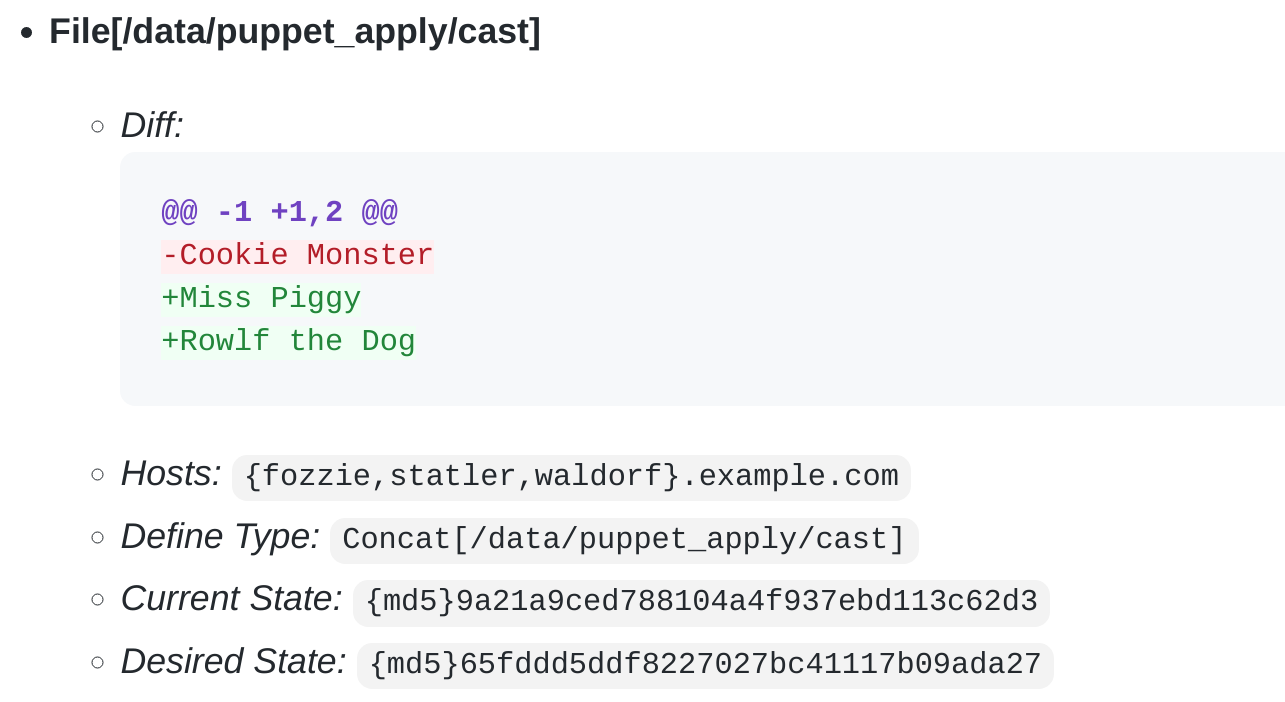 File[/data/puppet_apply/cast]
Diff:
@@ -1 +1,2 @@
-Cookie Monster
+Miss Piggy
+Rowlf the Dog
Hosts: {fozzie,statler,waldorf}.example.com
Define Type: Concat[/data/puppet_apply/cast]
Current State: {md5}9a21a9ced788104a4f937ebd113c62d3
Desired State: {md5}65fddd5ddf8227027bc41117b09ada27